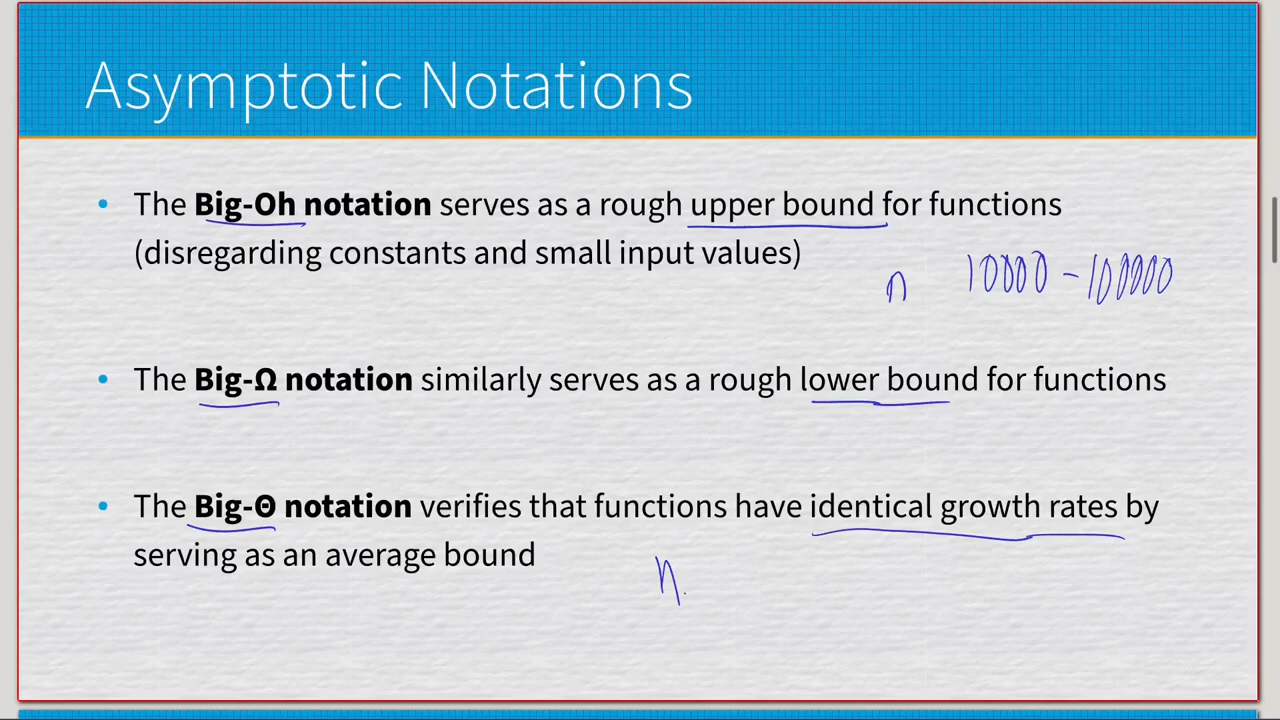 Asymptotic Notations
• The Big-Oh notation serves as a rough upper bound for functions
(disregarding constants and small input values)
n 10000 - 100000
• The Big-Ω notation similarly serves as a rough lower bound for functions
• The Big-Θ notation verifies that functions have identical growth rates by
serving as an average bound